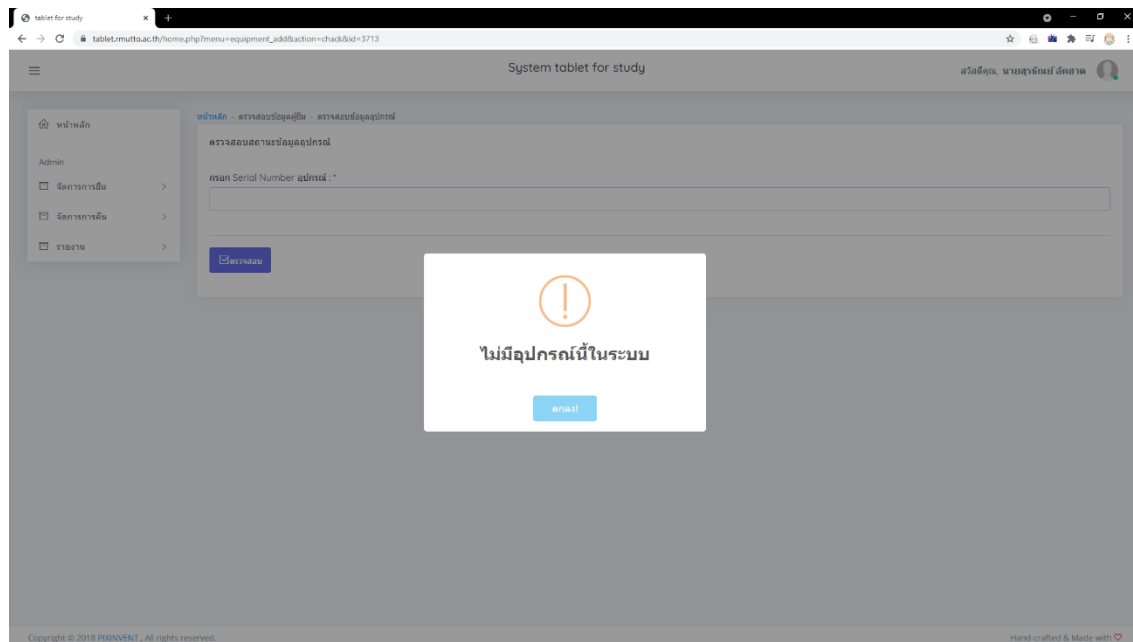 tablet for study
tablet.rmutto.ac.th/home.php?menu=equipment_add&action=chack&id=3713
System tablet for study
สวัสดีคุณ, นายสุรรัณย์ อัคฮาด
หน้าหลัก
Admin
จัดการการยืม
จัดการการคืน
รายงาน
หน้าหลัก - ตรวจสอบข้อมูลผู้ยืม - ตรวจสอบข้อมูลอุปกรณ์
ตรวจสอบสถานะข้อมูลอุปกรณ์
กรอก Serial Number อุปกรณ์ : *
ตรวจสอบ
ไม่มีอุปกรณ์นี้ในระบบ
ตกลง!
Copyright © 2018 PIXINVENT, All rights reserved.
Hand-crafted & Made with